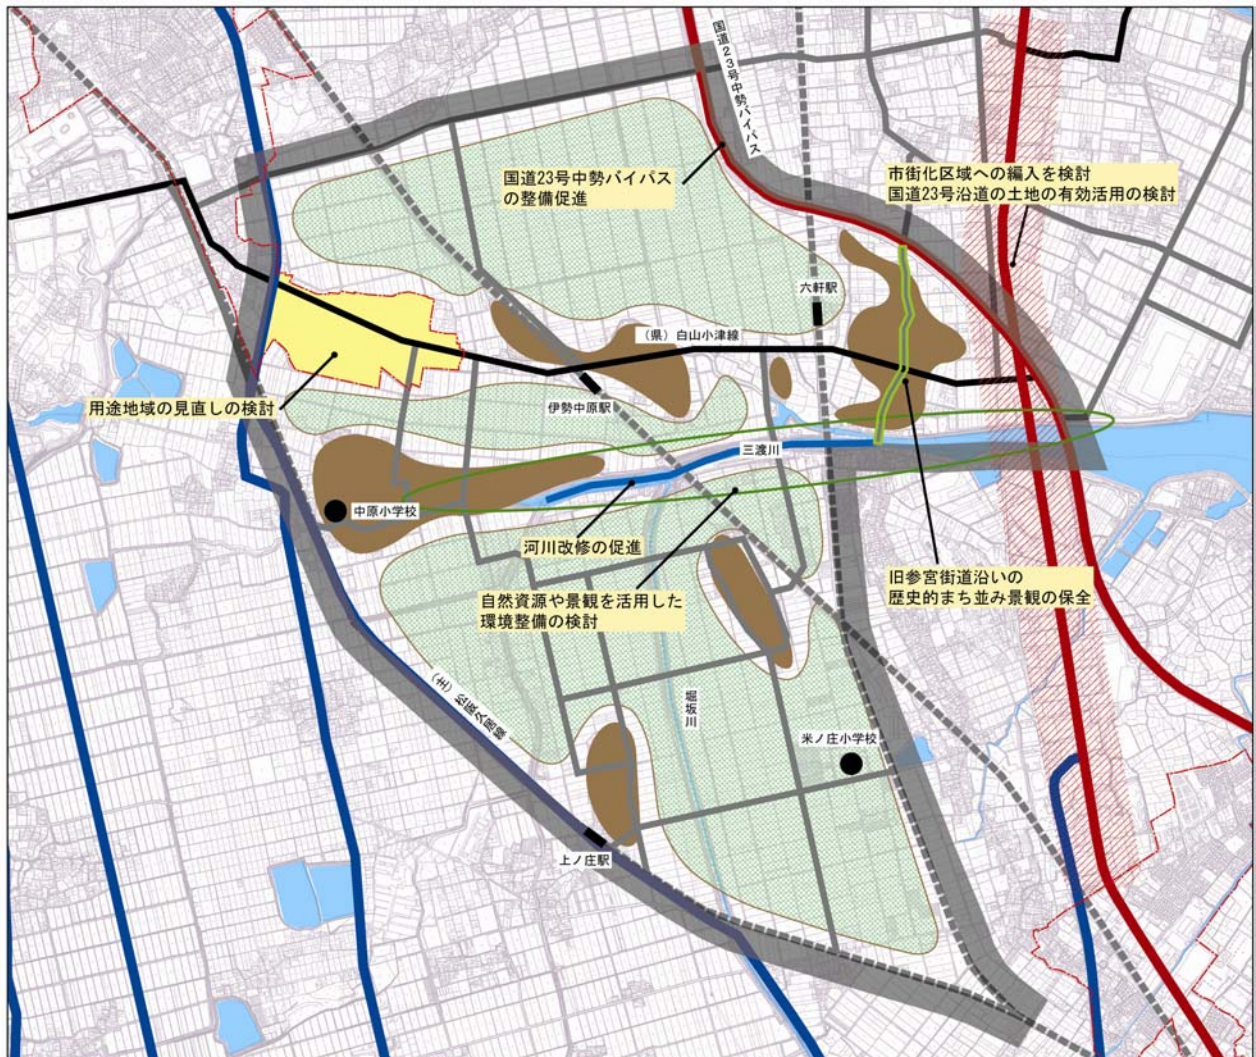 国道23号中勢バイパス
国道23号中勢バイパス
の整備促進
市街化区域への編入を検討
国道23号沿道の土地の有効活用の検討
六軒駅
（県）白山小津線
用途地域の見直しの検討
伊勢中原駅
三渡川
中原小学校
河川改修の促進
自然資源や景観を活用した
環境整備の検討
旧参宮街道沿いの
歴史的まち並み景観の保全
（主）松阪久居線
堀坂川
米ノ庄小学校
上ノ庄駅